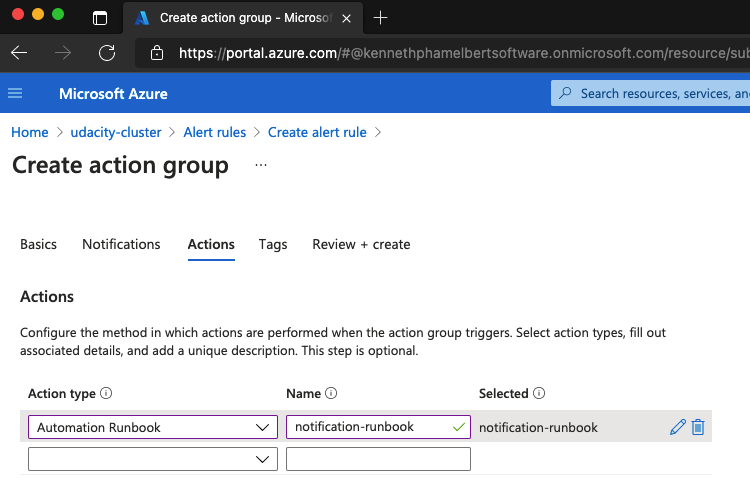 Create action group - Microsof
https://portal.azure.com/#@kennethphamelbertsoftware.onmicrosoft.com/resource/sub
Microsoft Azure
Search resources, services, an
Home > udacity-cluster > Alert rules > Create alert rule >
Create action group ...
Basics Notifications Actions Tags Review + create
Actions
Configure the method in which actions are performed when the action group triggers. Select action types, fill out
associated details, and add a unique description. This step is optional.
Action type Name Selected
Automation Runbook notification-runbook notification-runbook